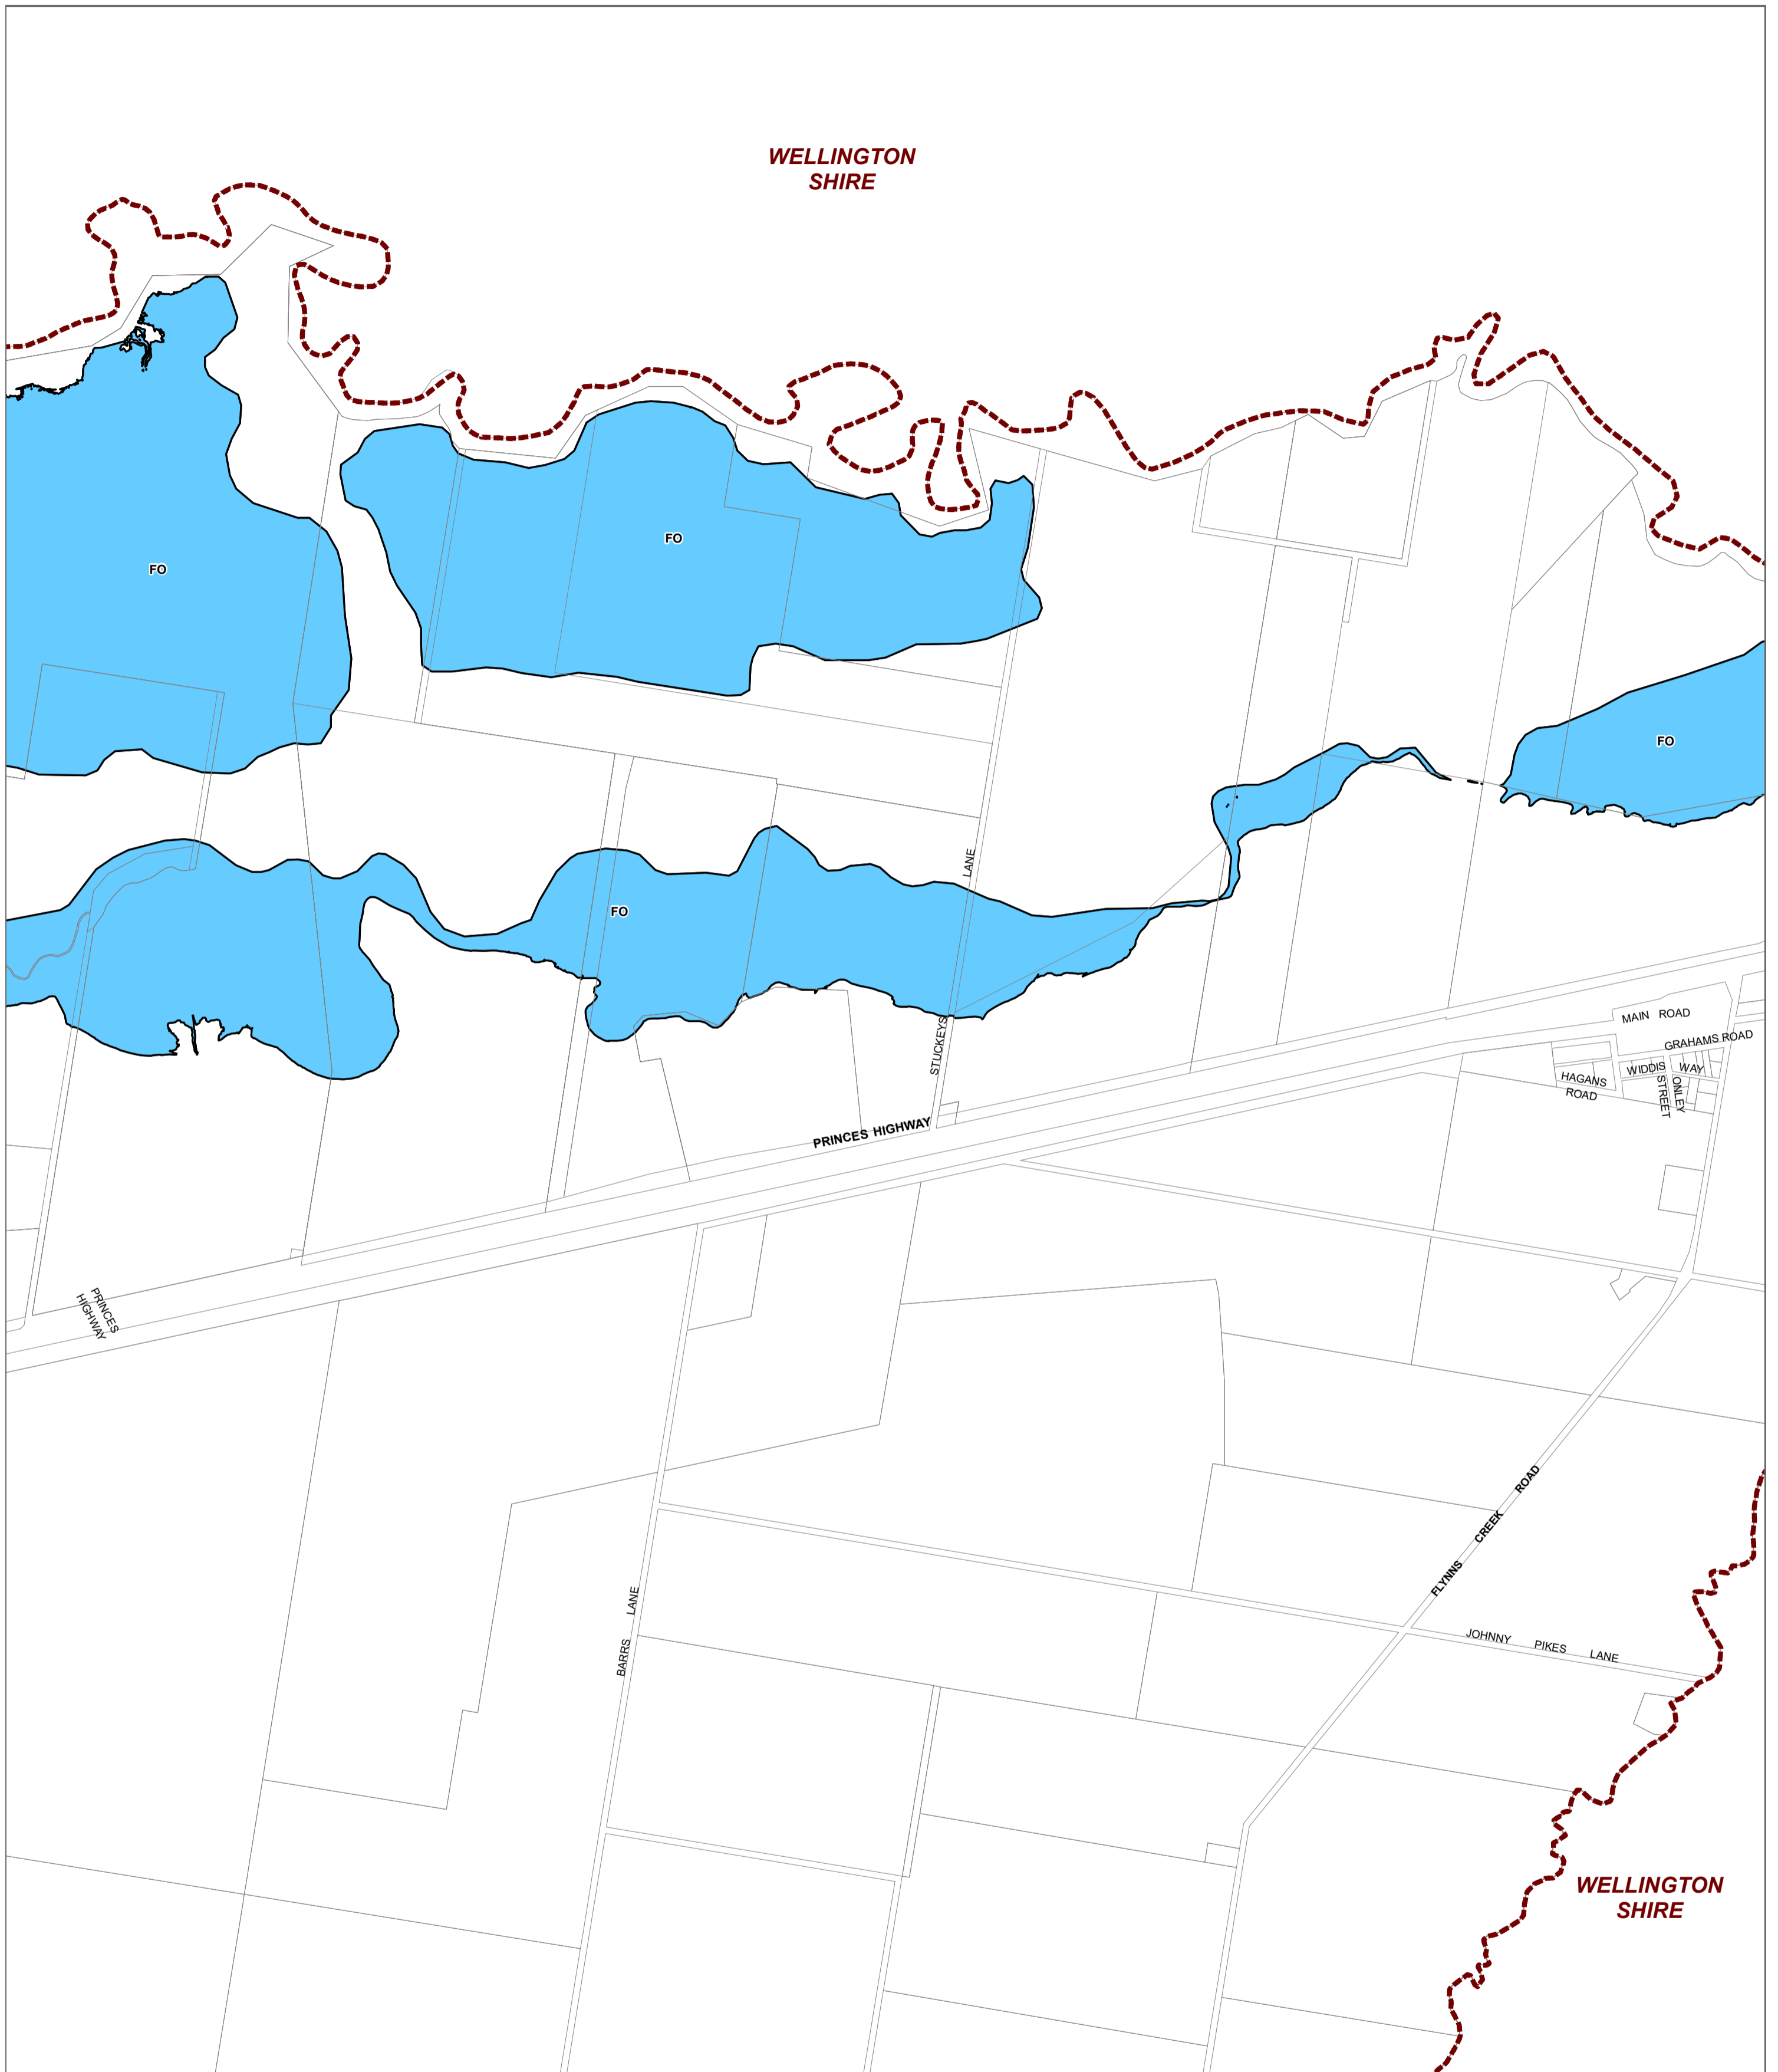 WELLINGTON
SHIRE
FO
FO
FO
LANE
FO
STUCKEYS
MAIN ROAD
GRAHAMS ROAD
WIDDIS WAY
HAGANS
ROAD
STREET
ONLEY
PRINCES HIGHWAY
PRINCES
HIGHWAY
FLYNNS CREEK ROAD
BARRS LANE
JOHNNY PIKES LANE
WELLINGTON
SHIRE